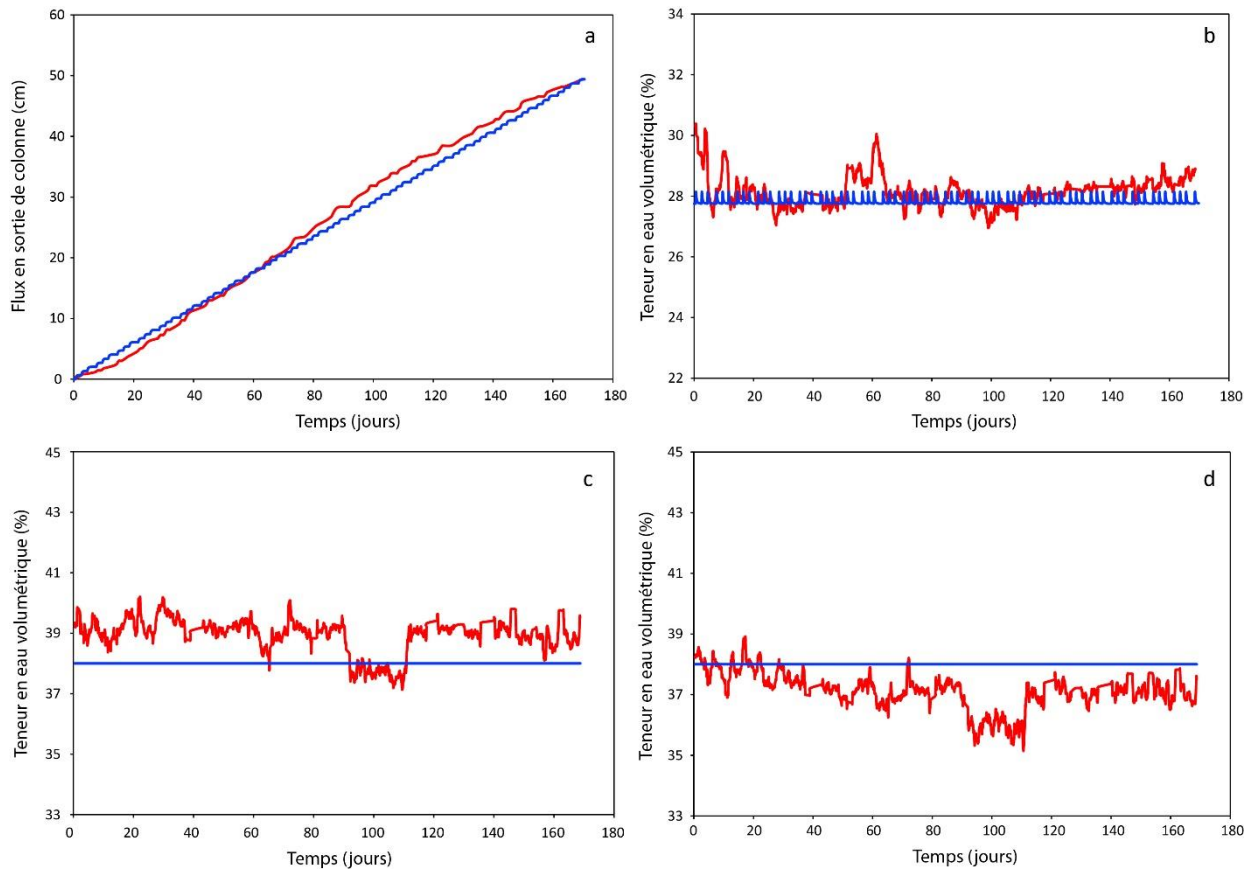 a
Flux en sortie de colonne (cm)
60
50
40
30
20
10
0
0 20 40 60 80 100 120 140 160 180
Temps (jours)
b
Teneur en eau volumétrique (%)
34
32
30
28
26
24
22
0 20 40 60 80 100 120 140 160 180
Temps (jours)
c
Teneur en eau volumétrique (%)
45
43
41
39
37
35
33
0 20 40 60 80 100 120 140 160 180
Temps (jours)
d
Teneur en eau volumétrique (%)
45
43
41
39
37
35
33
0 20 40 60 80 100 120 140 160 180
Temps (jours)